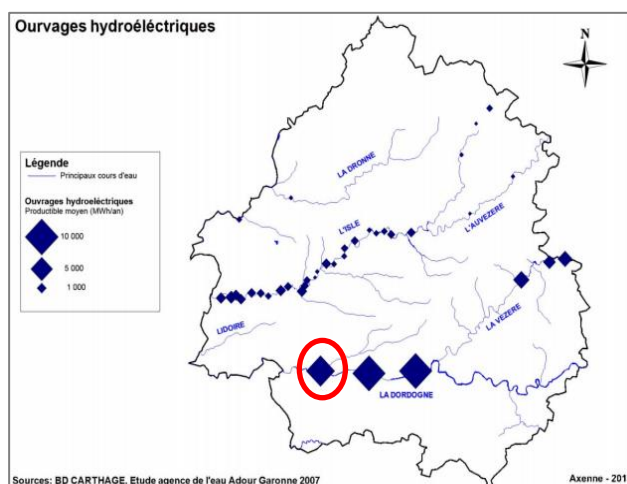 Ourvages hydroéléctriques
N
Légende
Principaux cours d'eau
Ouvrages hydroelectriques
Productible moyen (MWh/an)
10 000
5 000
1 000
LA DRONNE
L'ISLE
L'AUVEZERE
LIDOIRE
LA VEZERE
LA DORDOGNE
Sources: BD CARTHAGE, Etude agence de l'eau Adour Garonne 2007
Axenne - 201